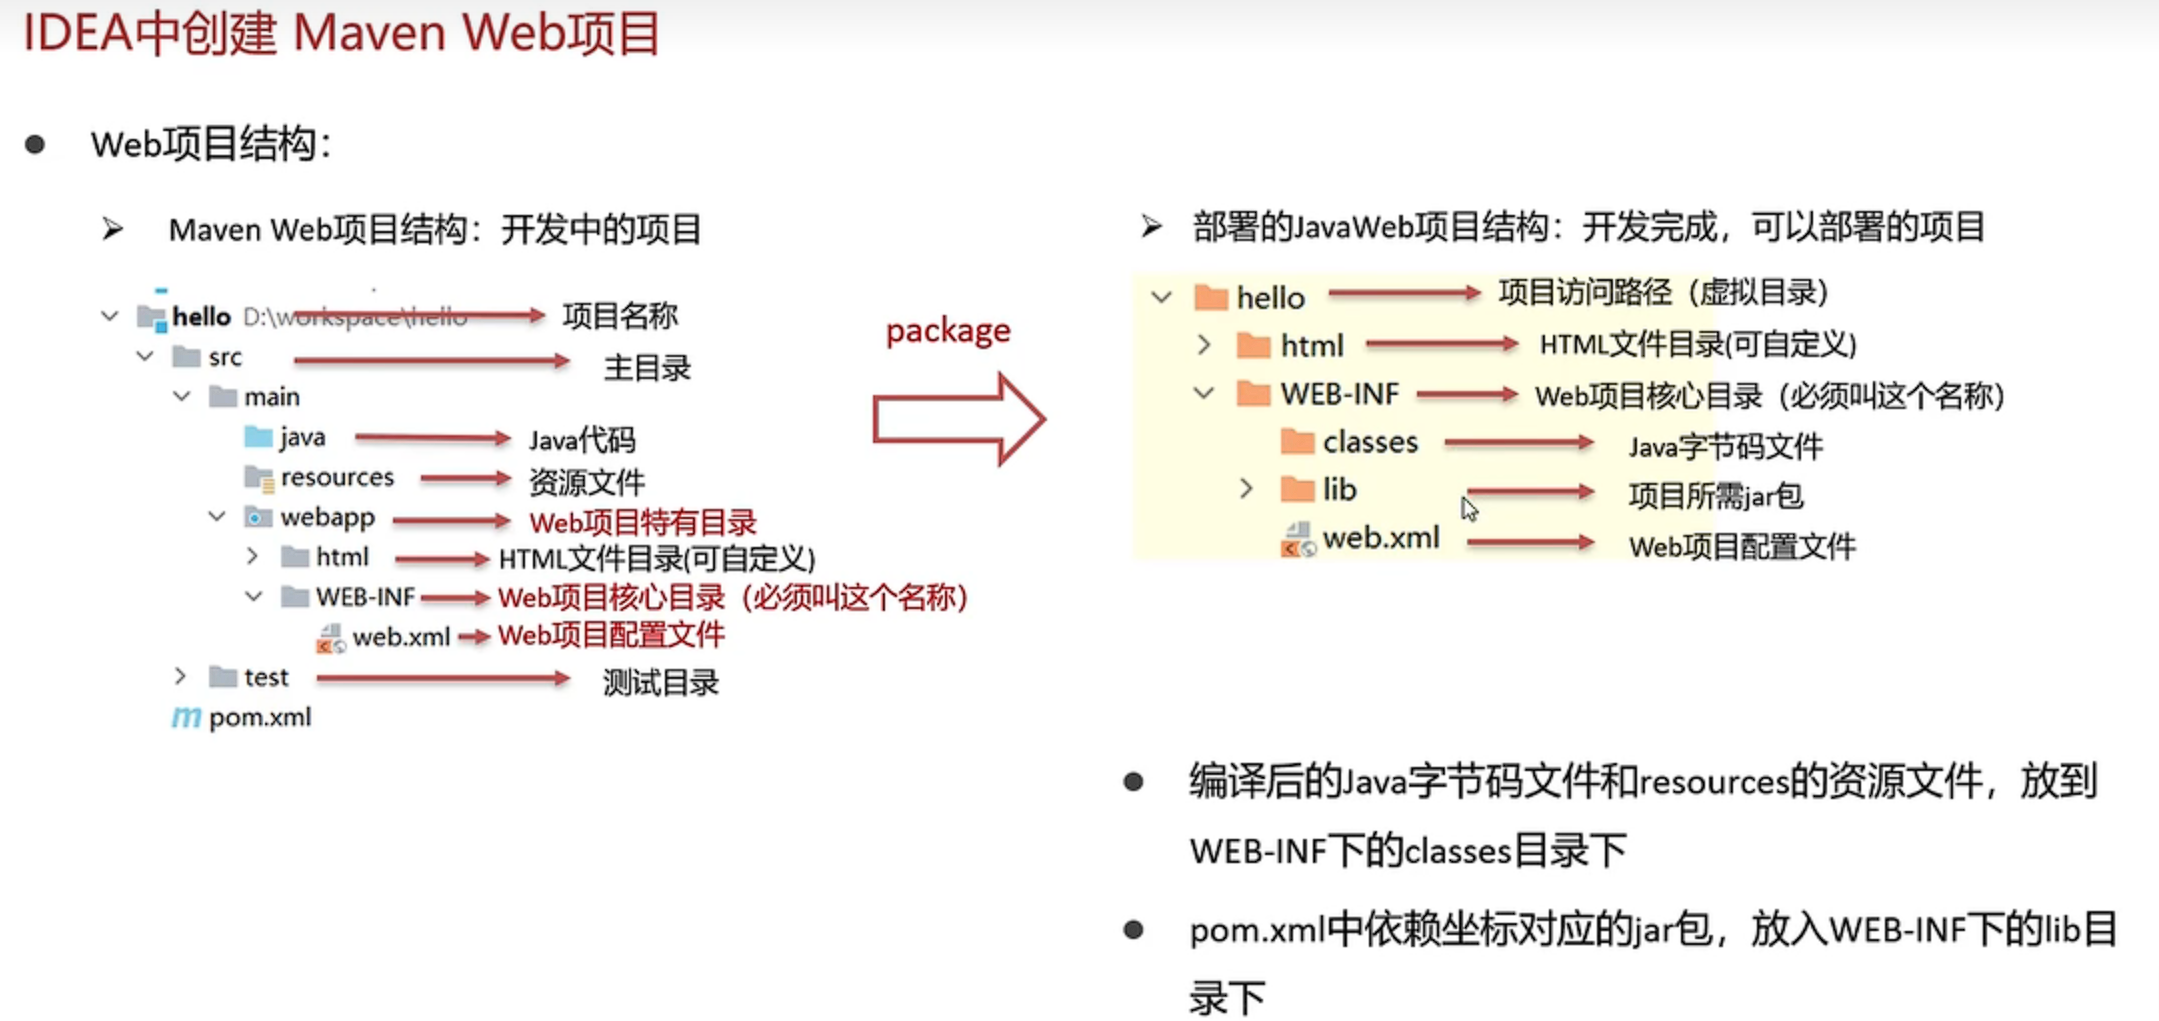 IDEA中创建 Maven Web项目
Web项目结构：
Maven Web项目结构：开发中的项目
hello D:\workspace\hello 项目名称
src 主目录
main
java Java代码
resources 资源文件
webapp Web项目特有目录
html HTML文件目录(可自定义)
WEB-INF Web项目核心目录（必须叫这个名称）
web.xml Web项目配置文件
test 测试目录
pom.xml
package
部署的JavaWeb项目结构：开发完成，可以部署的项目
hello 项目访问路径（虚拟目录）
html HTML文件目录(可自定义)
WEB-INF Web项目核心目录（必须叫这个名称）
classes Java字节码文件
lib 项目所需jar包
web.xml Web项目配置文件
编译后的Java字节码文件和resources的资源文件，放到
WEB-INF下的classes目录下
pom.xml中依赖坐标对应的jar包，放入WEB-INF下的lib目
录下